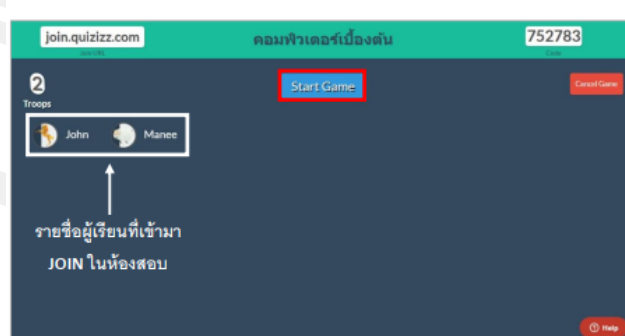 join.quizizz.com
Join URL
คอมพิวเตอร์เบื้องต้น
752783
Code
2
Troops
Start Game
Cancel Game
John
Manee
รายชื่อผู้เรียนที่เข้ามา
JOIN ในห้องสอบ
Help